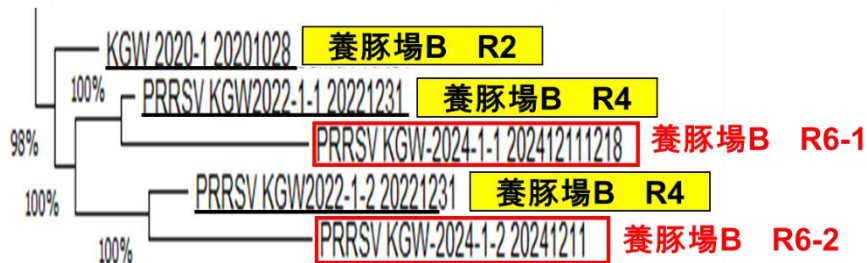 KGW 2020-1 20201028 養豚場B R2
100% PRRSV KGW2022-1-1 20221231 養豚場B R4
98% PRRSV KGW-2024-1-1 202412111218 養豚場B R6-1
100% PRRSV KGW2022-1-2 20221231 養豚場B R4
100% PRRSV KGW-2024-1-2 20241211 養豚場B R6-2